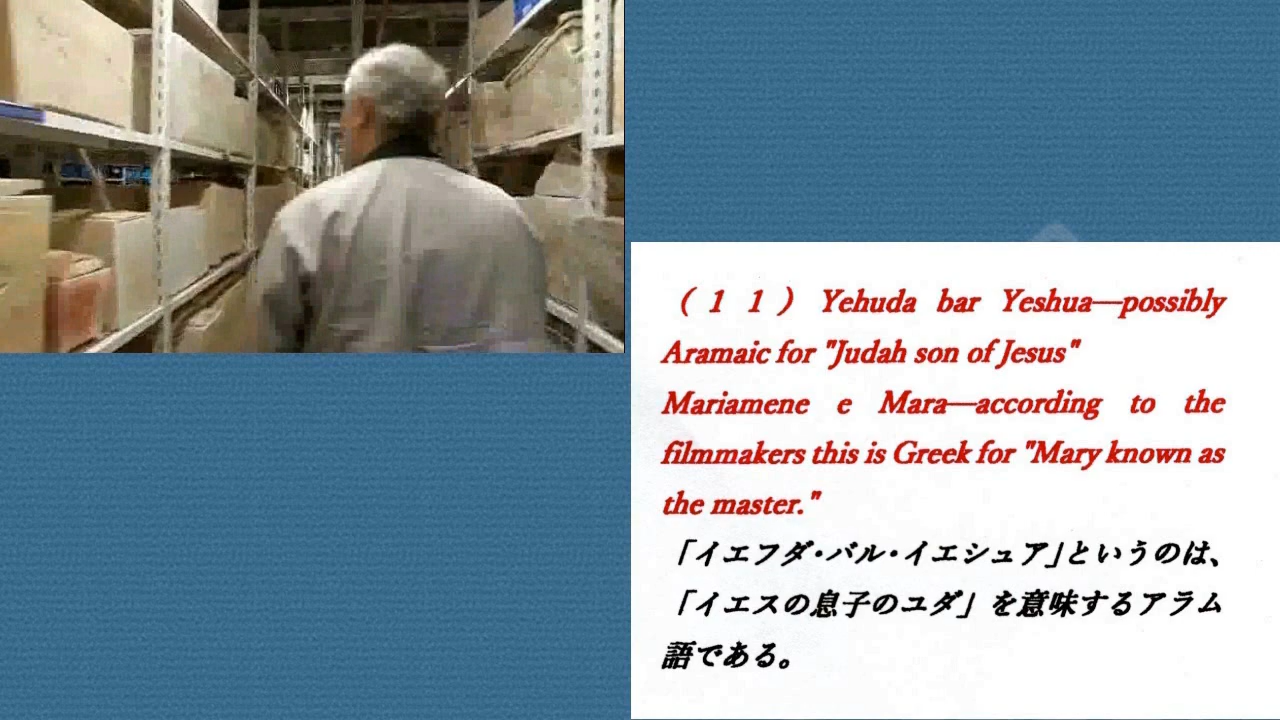 （１１） Yehuda bar Yeshua—possibly
Aramaic for "Judah son of Jesus"
Mariamene e Mara—according to the
filmmakers this is Greek for "Mary known as
the master."
「イエフダ・バル・イエシュア」というのは、
「イエスの息子のユダ」を意味するアラム
語である。